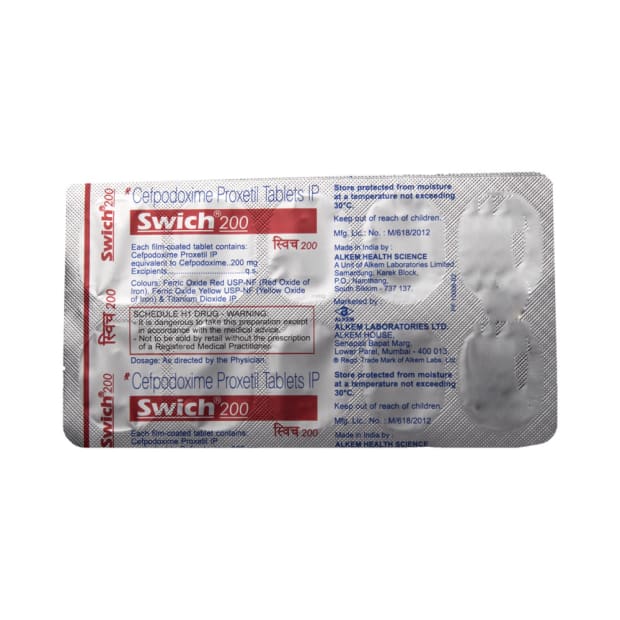 Swich® 200
स्विच 200
Swich® 200
Cefpodoxime Proxetil Tablets IP
Swich® 200
स्विच 200
Each film-coated tablet contains:
Cefpodoxime Proxetil IP
equivalent to Cefpodoxime..200 mg
Excipients..........................q.s.
Colours: Ferric Oxide Red USP-NF (Red Oxide of
Iron), Ferric Oxide Yellow USP-NF (Yellow Oxide
of Iron) & Titanium Dioxide IP
SCHEDULE H1 DRUG - WARNING:
- It is dangerous to take this preparation except
in accordance with the medical advice.
- Not to be sold by retail without the prescription
of a Registered Medical Practitioner.
Dosage: As directed by the Physician.
Cefpodoxime Proxetil Tablets IP
Swich® 200
स्विच 200
Each film-coated tablet contains:
Cefpodoxime Proxetil IP
Store protected from moisture
at a temperature not exceeding
30°C.
Keep out of reach of children.
Mfg. Lic. No. : M/618/2012
Made in India by :
ALKEM HEALTH SCIENCE
A Unit of Alkem Laboratories Limited
Samardung, Karek Block,
P.O.: Namthang,
South Sikkim - 737 137.
Marketed by :
ALKEM
ALKEM LABORATORIES LTD.
ALKEM HOUSE,
Senapati Bapat Marg,
Lower Parel, Mumbai - 400 013.
® Regd. Trade Mark of Alkem Labs. Ltd.
Store protected from moisture
at a temperature not exceeding
30°C.
Keep out of reach of children.
Mfg. Lic. No. : M/618/2012
Made in India by :
ALKEM HEALTH SCIENCE